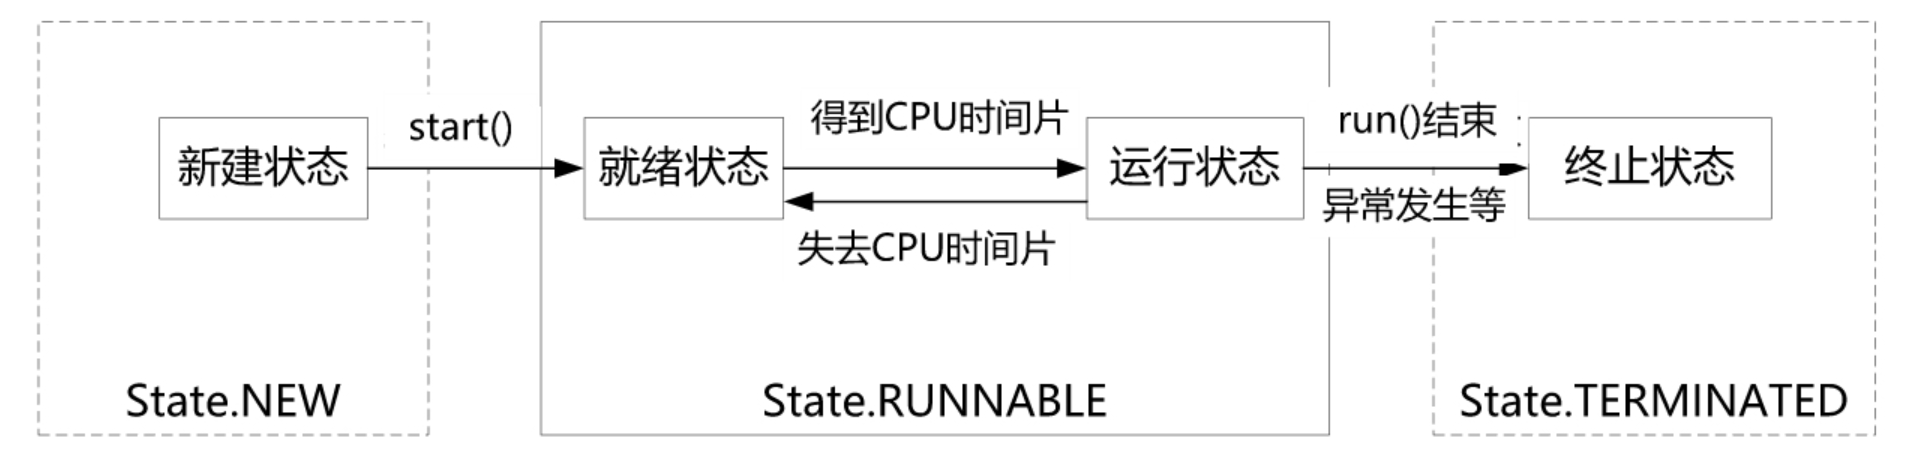 新建状态
State.NEW
start()
就绪状态
得到CPU时间片
失去CPU时间片
运行状态
State.RUNNABLE
run()结束
异常发生等
终止状态
State.TERMINATED